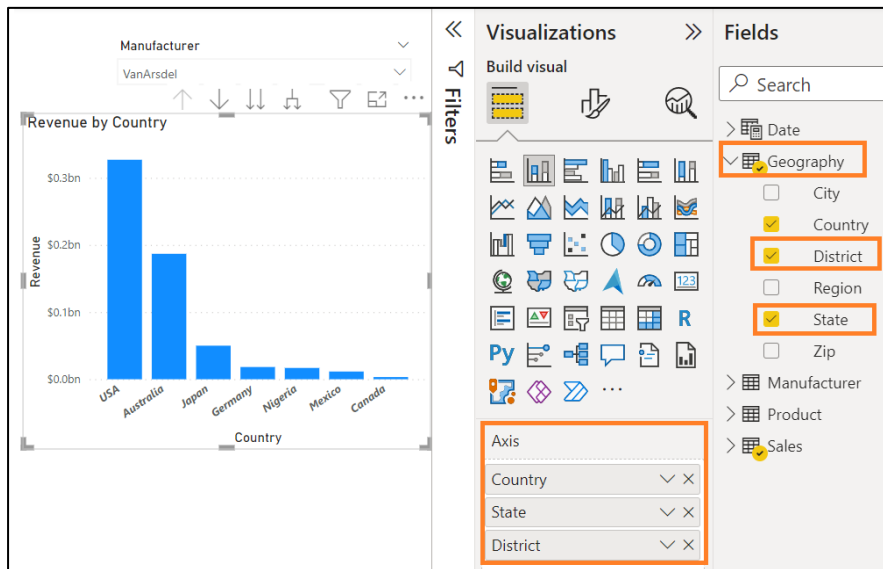 Manufacturer
VanArsdel
Revenue by Country
$0.3bn
$0.2bn
$0.1bn
$0.0bn
Revenue
USA
Australia
Japan
Germany
Nigeria
Mexico
Canada
Country
Filters
Visualizations
Build visual
123
R
Py
Axis
Country
State
District
Fields
Search
Date
Geography
City
Country
District
Region
State
Zip
Manufacturer
Product
Sales